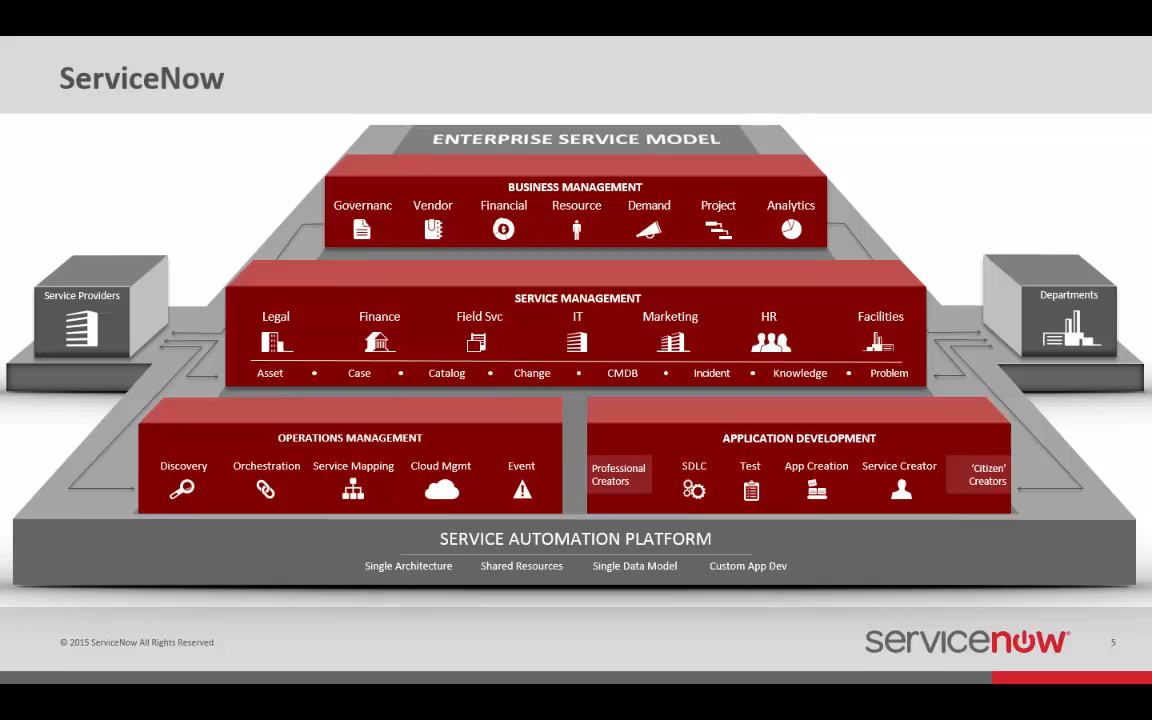 ServiceNow
ENTERPRISE SERVICE MODEL
BUSINESS MANAGEMENT
Governanc Vendor Financial Resource Demand Project Analytics
Service Providers
Departments
SERVICE MANAGEMENT
Legal Finance Field Svc IT Marketing HR Facilities
Asset • Case • Catalog • Change • CMDB • Incident • Knowledge • Problem
OPERATIONS MANAGEMENT
Discovery Orchestration Service Mapping Cloud Mgmt Event
APPLICATION DEVELOPMENT
Professional
Creators
SDLC Test App Creation Service Creator
‘Citizen’
Creators
SERVICE AUTOMATION PLATFORM
Single Architecture Shared Resources Single Data Model Custom App Dev
© 2015 ServiceNow All Rights Reserved
servicenow®
5